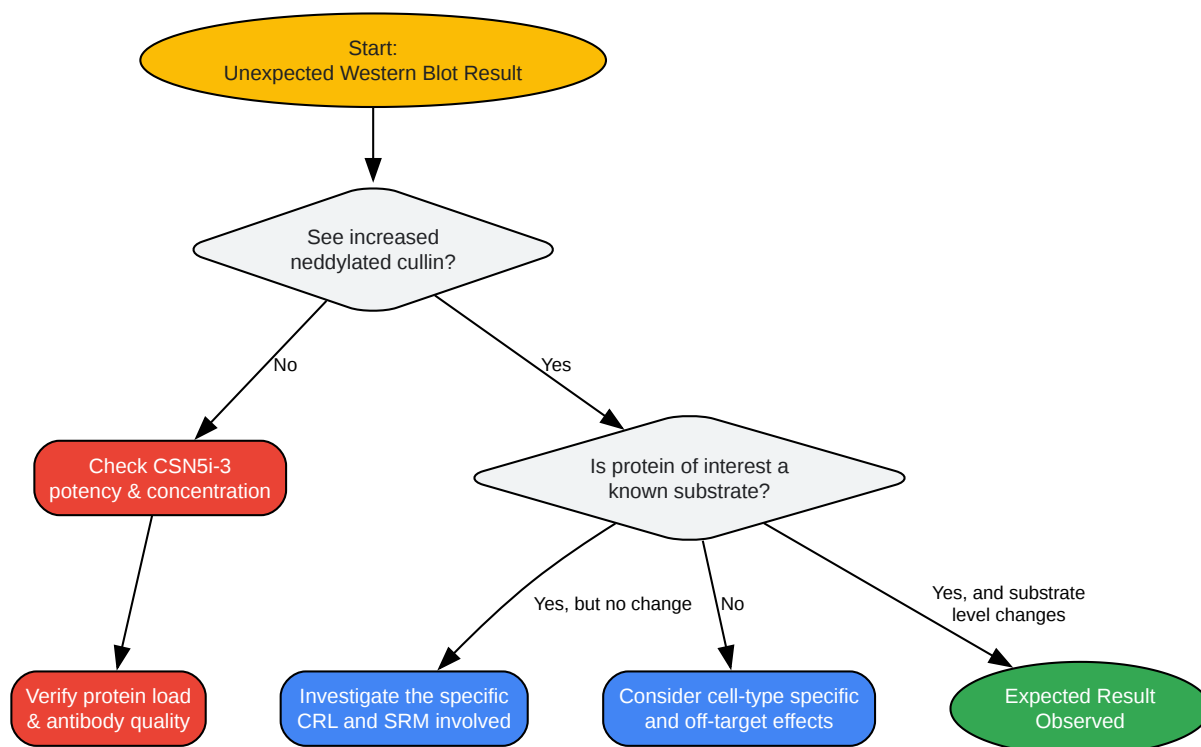 Start:
Unexpected Western Blot Result
See increased
neddylated cullin?
No
Yes
Check CSN5i-3
potency & concentration
Is protein of interest a
known substrate?
Yes, but no change
No
Yes, and substrate
level changes
Verify protein load
& antibody quality
Investigate the specific
CRL and SRM involved
Consider cell-type specific
and off-target effects
Expected Result
Observed